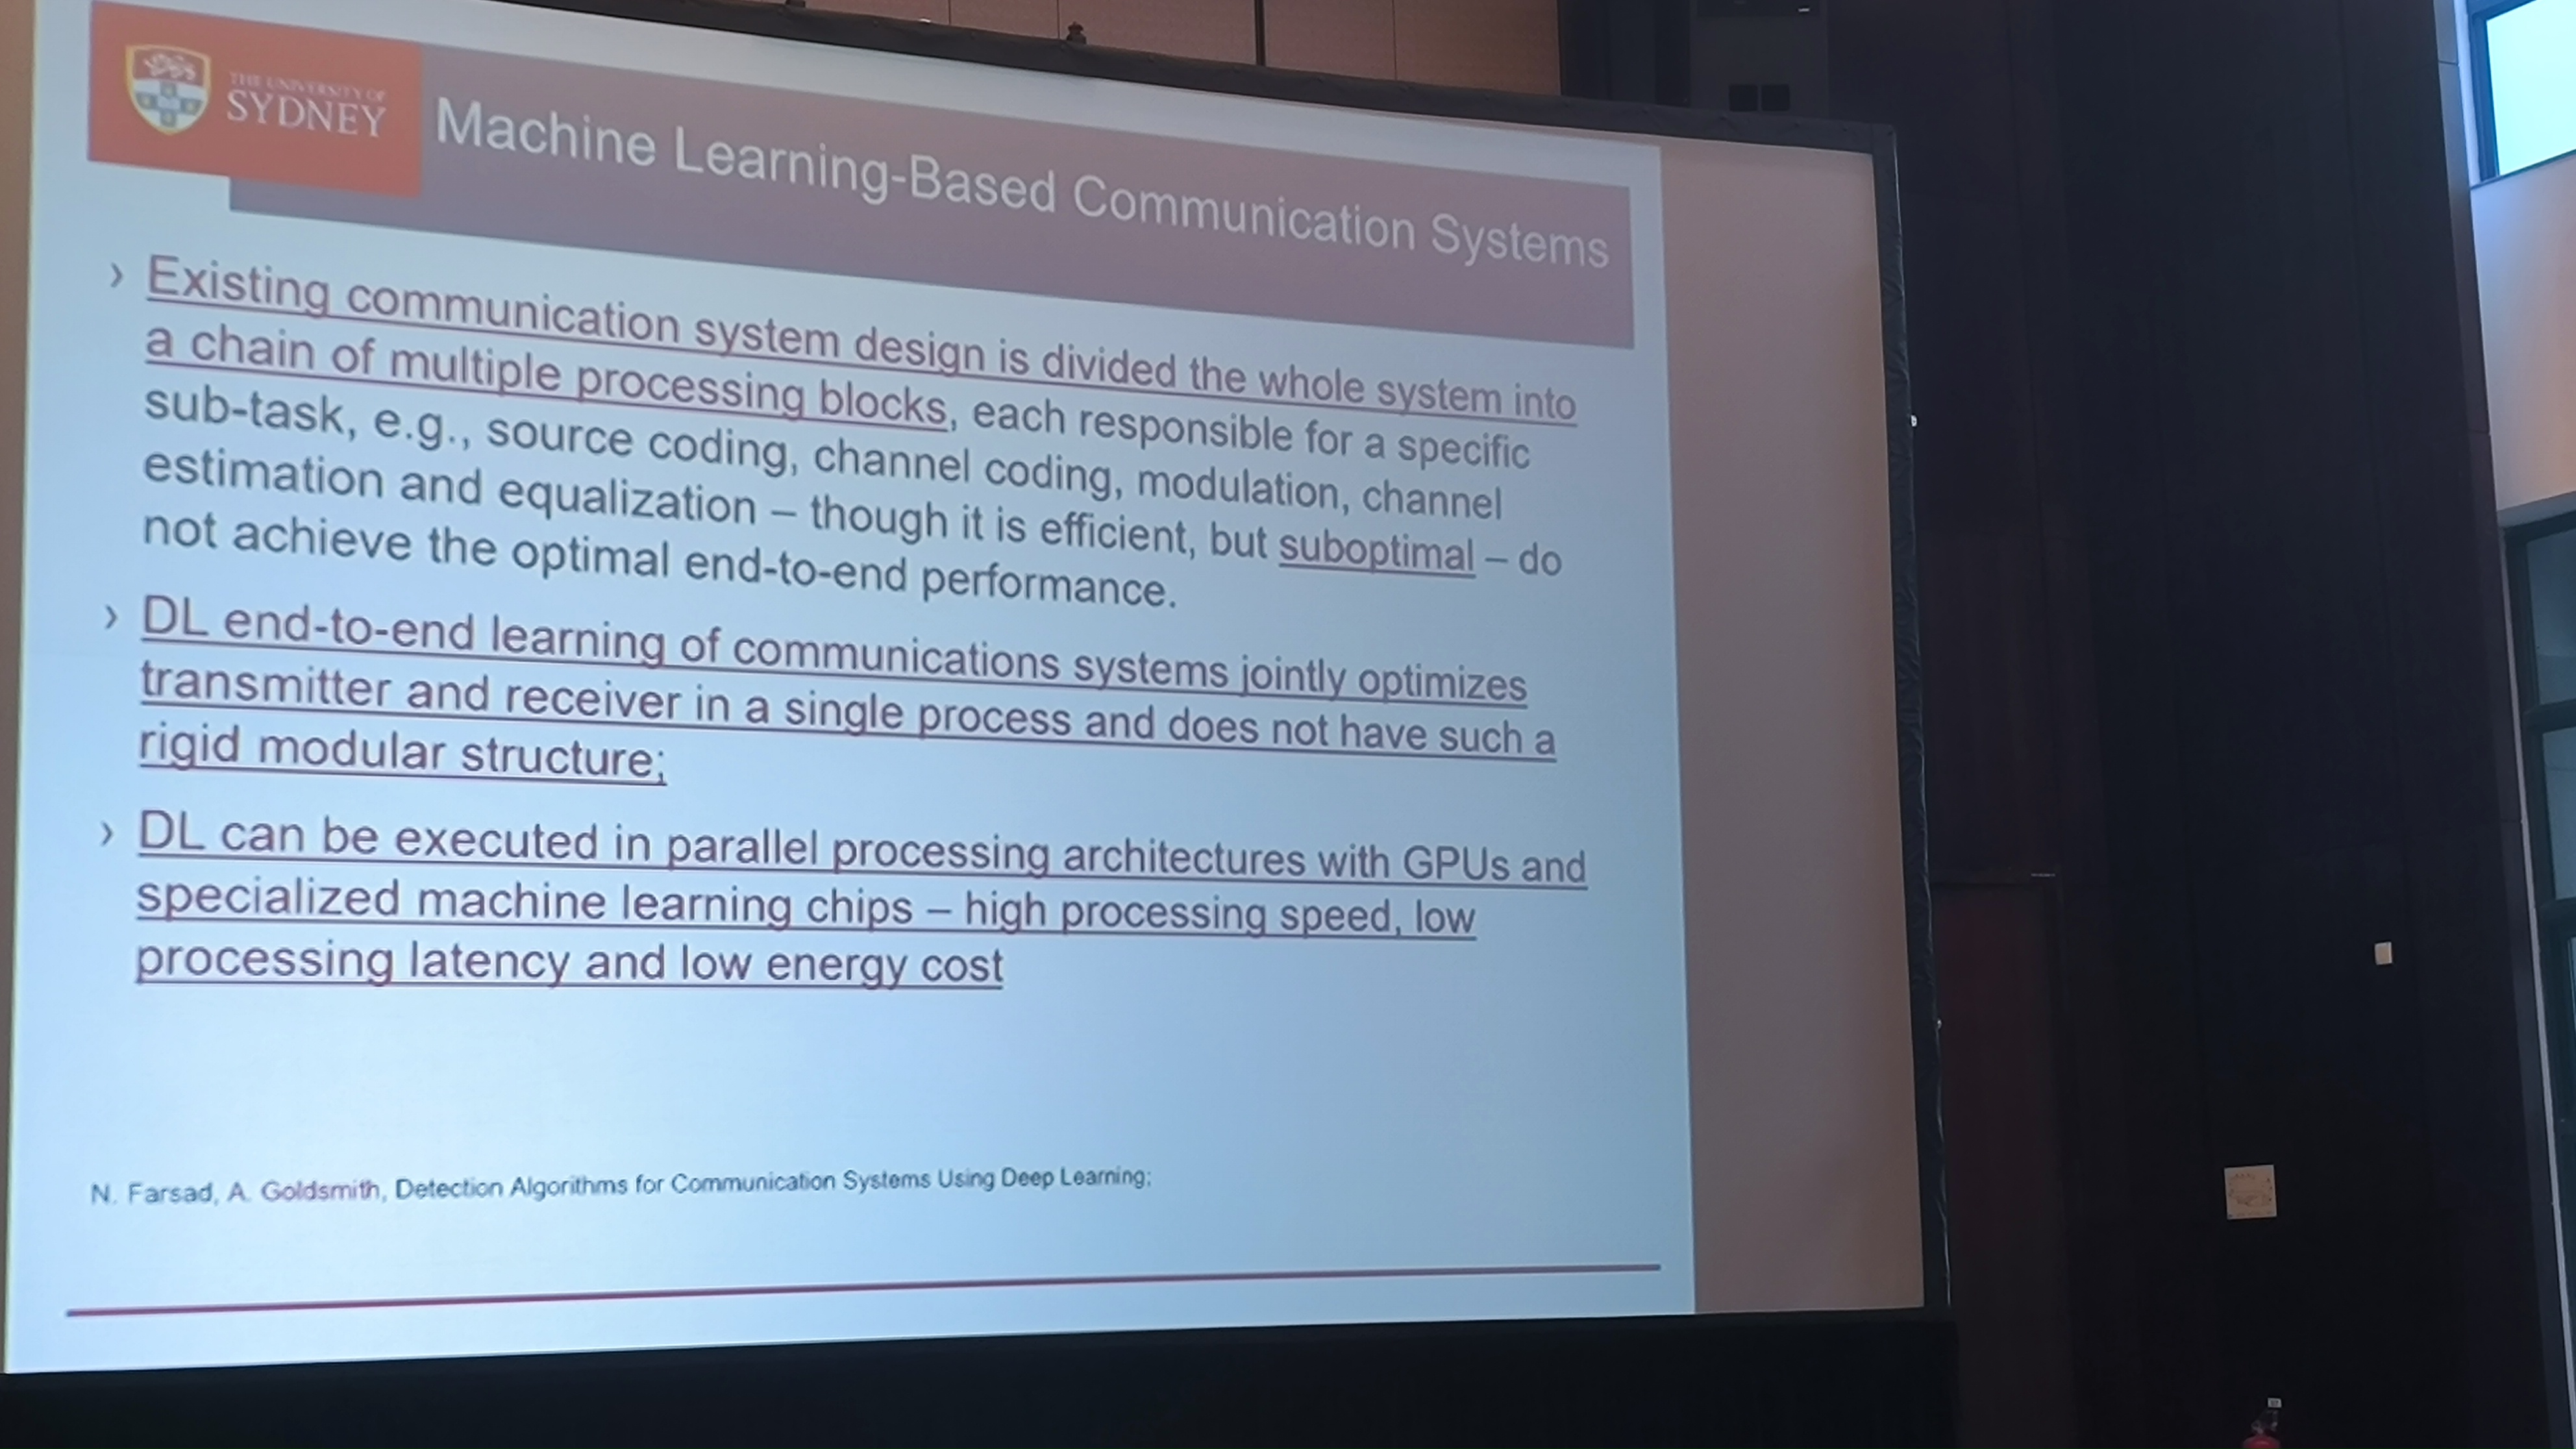 THE UNIVERSITY OF
SYDNEY
Machine Learning-Based Communication Systems
› Existing communication system design is divided the whole system into
a chain of multiple processing blocks, each responsible for a specific
sub-task, e.g., source coding, channel coding, modulation, channel
estimation and equalization – though it is efficient, but suboptimal – do
not achieve the optimal end-to-end performance.
› DL end-to-end learning of communications systems jointly optimizes
transmitter and receiver in a single process and does not have such a
rigid modular structure;
› DL can be executed in parallel processing architectures with GPUs and
specialized machine learning chips – high processing speed, low
processing latency and low energy cost
N. Farsad, A. Goldsmith, Detection Algorithms for Communication Systems Using Deep Learning;